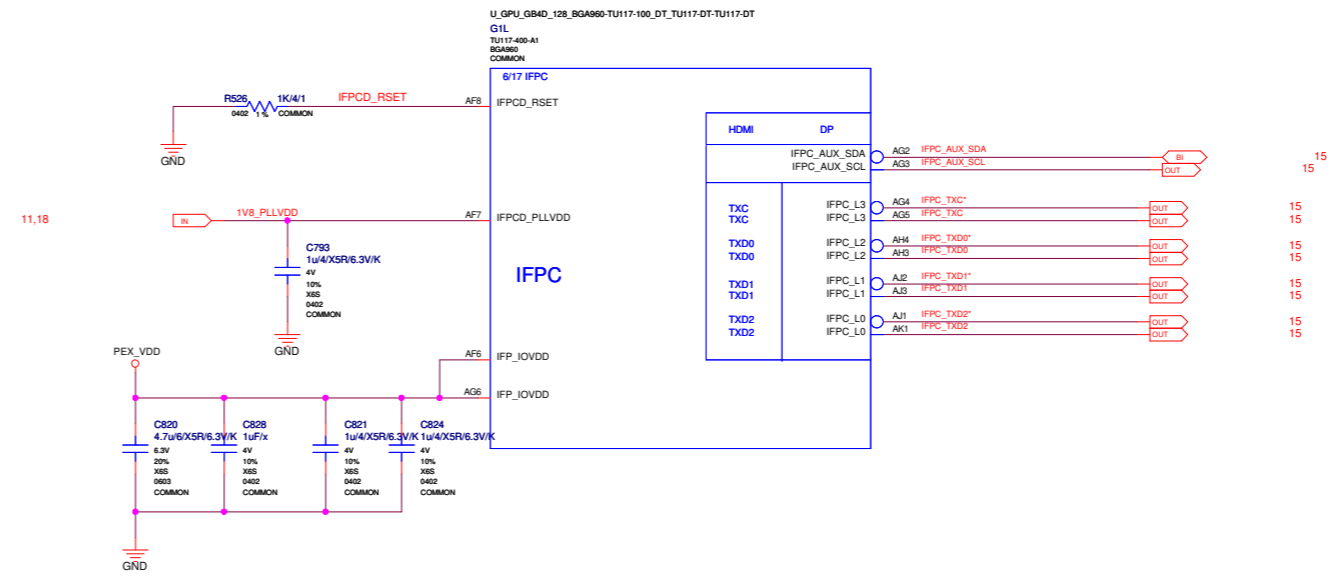 U_GPU_GB4D_128_BGA960-TU117-100_DT_TU117-DT-TU117-DT
G1L
TU117-400-A1
BGA960
COMMON
6/17 IFPC
R526 1K/4/1
0402 1 % COMMON
IFPCD_RSET
AF8 IFPCD_RSET
GND
HDMI DP
IFPC_AUX_SDA AG2 IFPC_AUX_SDA BI 15
IFPC_AUX_SCL AG3 IFPC_AUX_SCL OUT 15
11,18 IN 1V8_PLLVDD AF7 IFPCD_PLLVDD
TXC IFPC_L3 AG4 IFPC_TXC* OUT 15
TXC IFPC_L3 AG5 IFPC_TXC OUT 15
TXD0 IFPC_L2 AH4 IFPC_TXD0* OUT 15
TXD0 IFPC_L2 AH3 IFPC_TXD0 OUT 15
TXD1 IFPC_L1 AJ2 IFPC_TXD1* OUT 15
TXD1 IFPC_L1 AJ3 IFPC_TXD1 OUT 15
TXD2 IFPC_L0 AJ1 IFPC_TXD2* OUT 15
TXD2 IFPC_L0 AK1 IFPC_TXD2 OUT 15
C793
1u/4/X5R/6.3V/K
4V
10%
X6S
0402
COMMON
GND
IFPC
PEX_VDD
AF6 IFP_IOVDD
AG6 IFP_IOVDD
C820
4.7u/6/X5R/6.3V/K
6.3V
20%
X6S
0603
COMMON
C828
1uF/x
4V
10%
X6S
0402
COMMON
C821
1u/4/X5R/6.3V/K
4V
10%
X6S
0402
COMMON
C824
1u/4/X5R/6.3V/K
4V
10%
X6S
0402
COMMON
GND